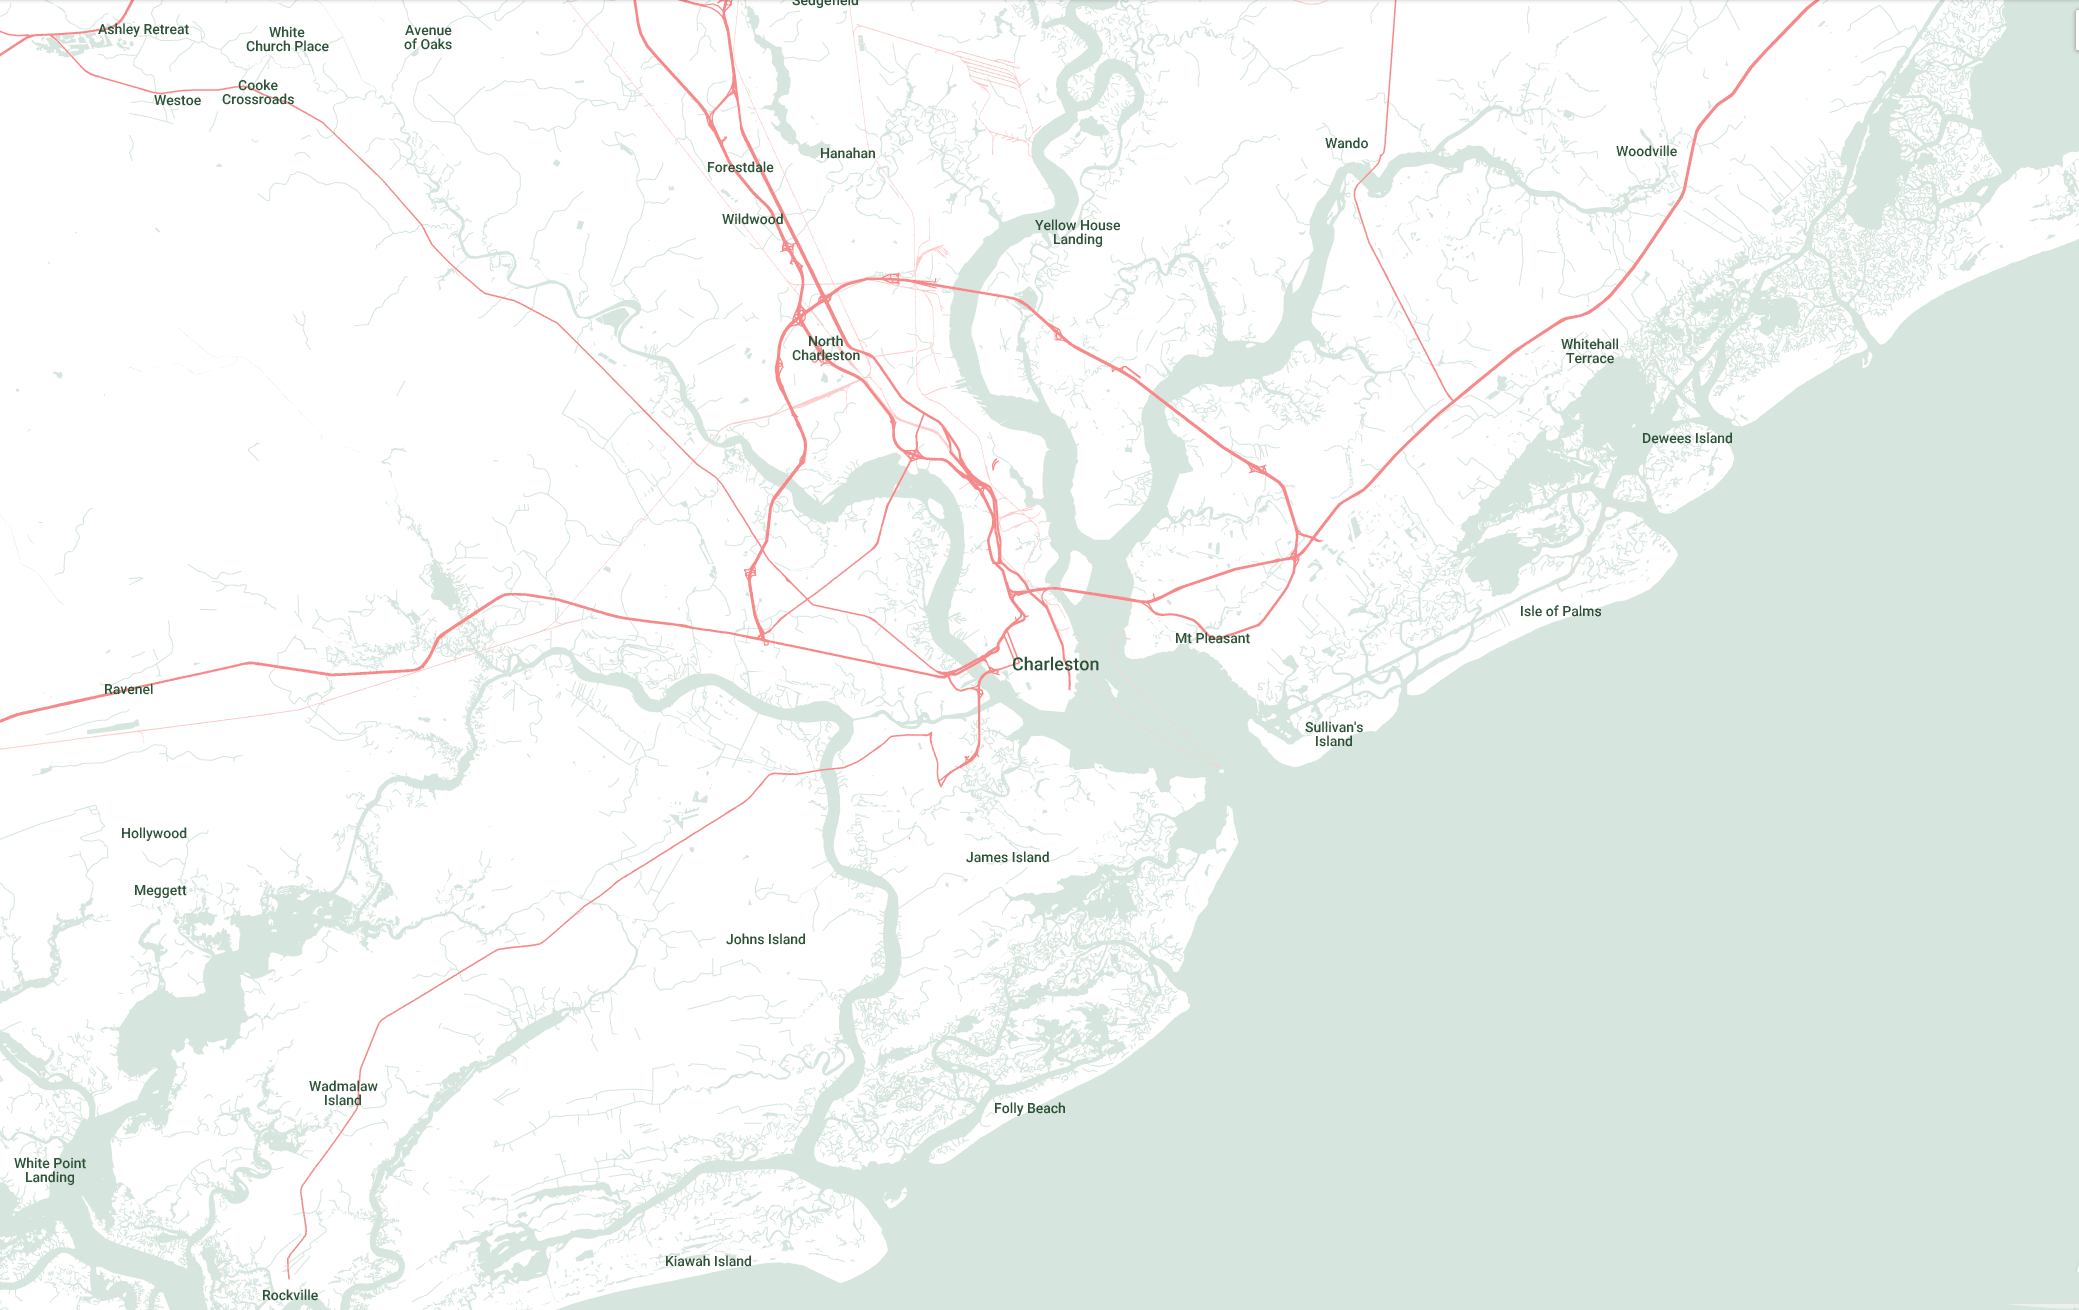 Sedgefield
Ashley Retreat
White
Church Place
Avenue
of Oaks
Cooke
Crossroads
Westoe
Hanahan
Forestdale
Wando
Woodville
Wildwood
Yellow House
Landing
North
Charleston
Whitehall
Terrace
Dewees Island
Isle of Palms
Mt Pleasant
Charleston
Ravenel
Sullivan's
Island
Hollywood
James Island
Meggett
Johns Island
Wadmalaw
Island
Folly Beach
White Point
Landing
Kiawah Island
Rockville